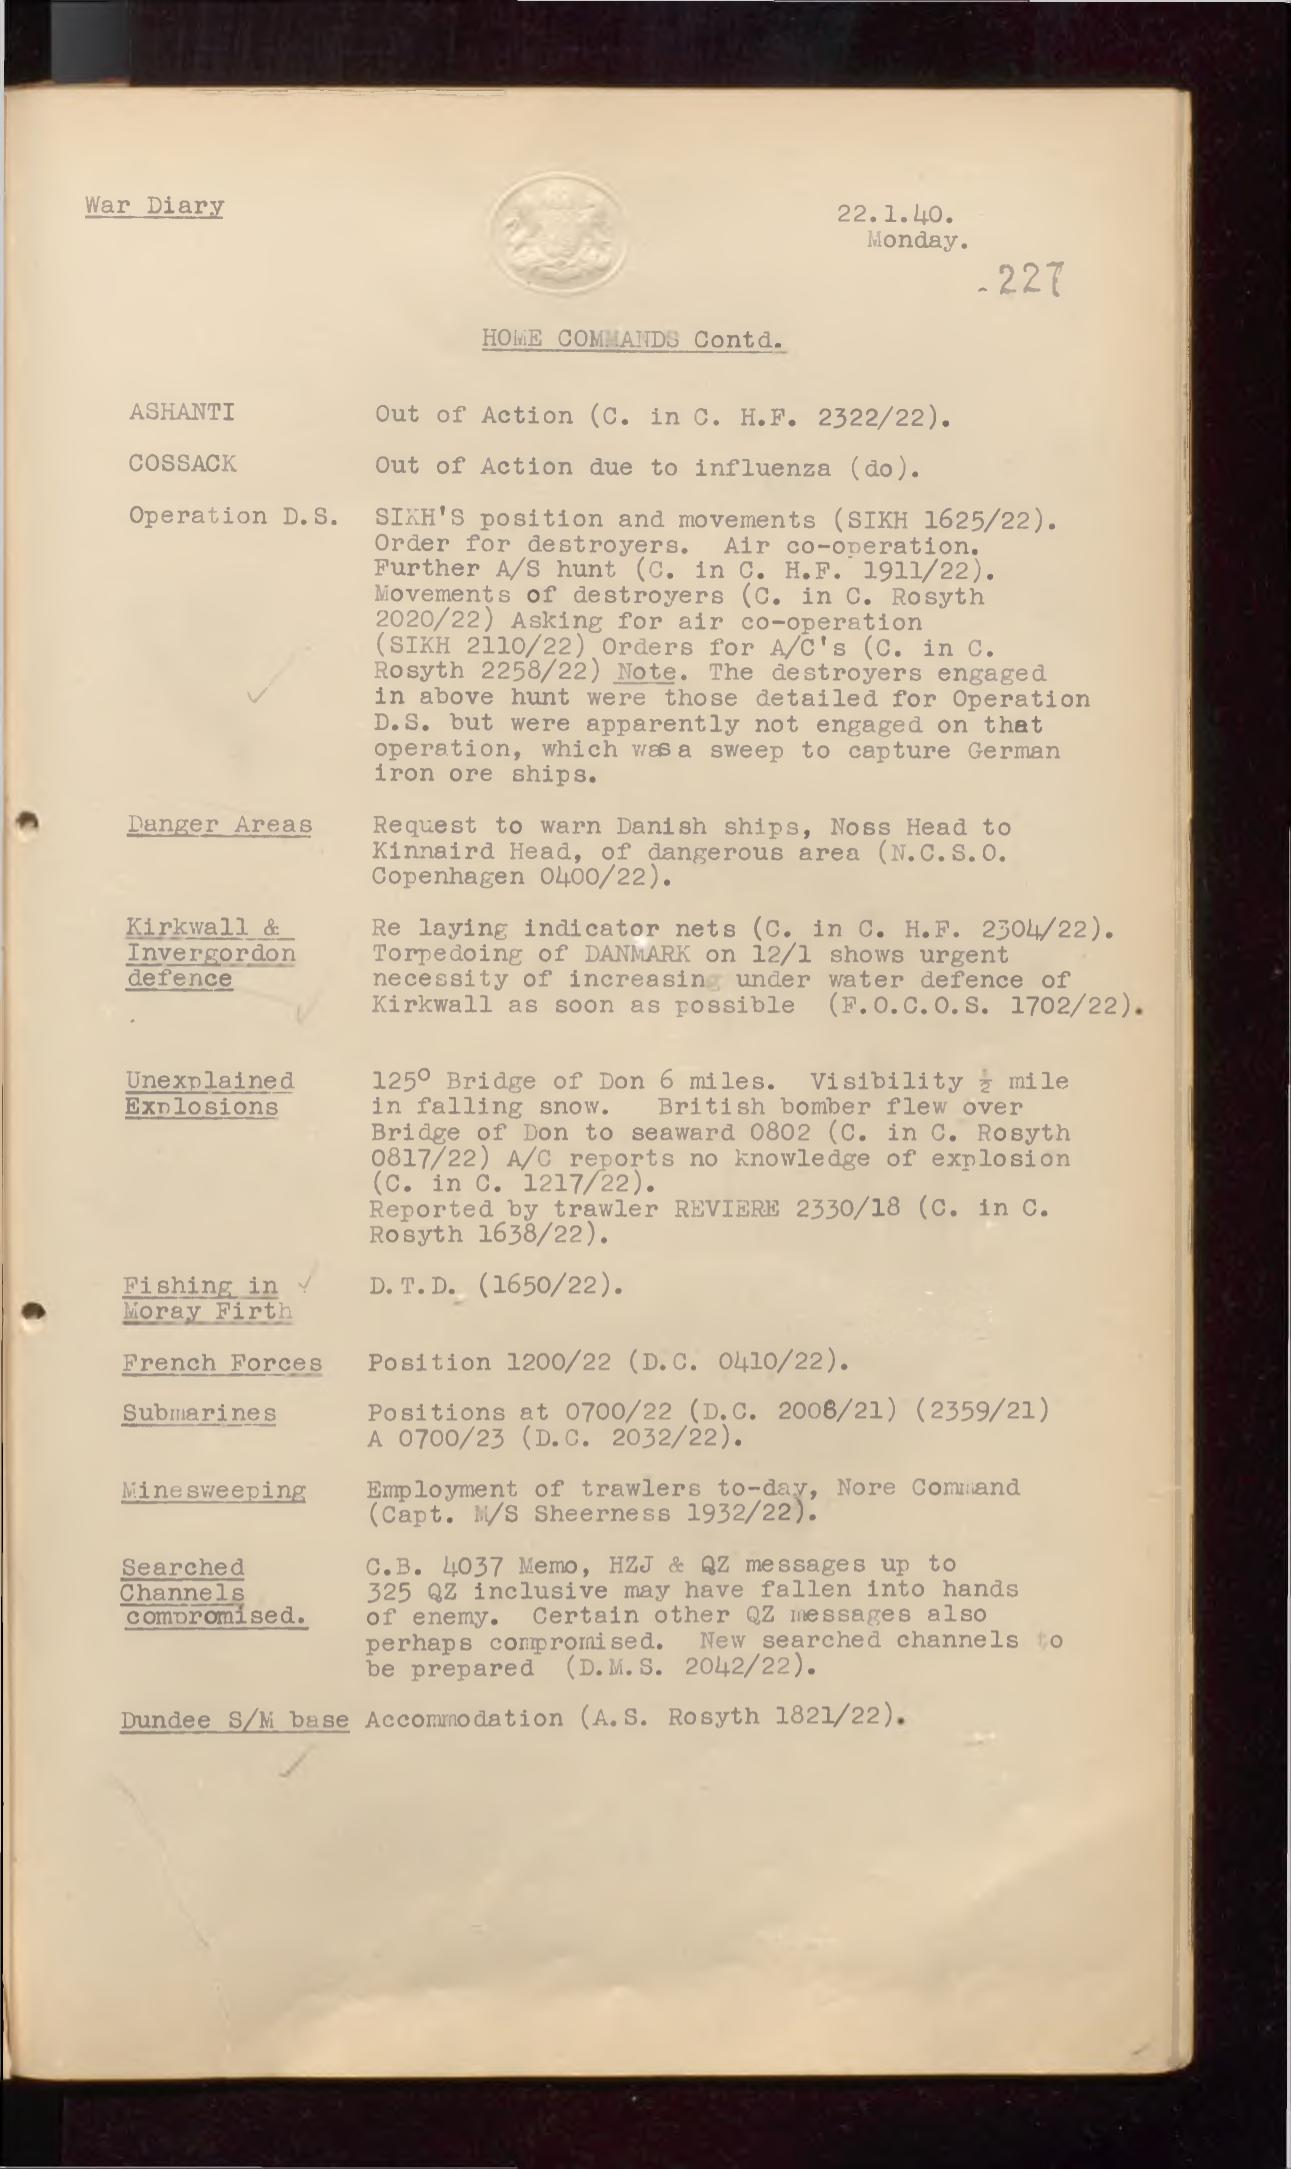 War Diary
22.1.40.
Monday.
227
HOME COMMANDS Contd.
ASHANTI Out of Action (C. in C. H.F. 2322/22).
COSSACK Out of Action due to influenza (do).
Operation D.S. SIKH'S position and movements (SIKH 1625/22).
Order for destroyers. Air co-operation.
Further A/S hunt (C. in C. H.F. 1911/22).
Movements of destroyers (C. in C. Rosyth
2020/22) Asking for air co-operation
(SIKH 2110/22) Orders for A/C's (C. in C.
Rosyth 2258/22) Note. The destroyers engaged
in above hunt were those detailed for Operation
D.S. but were apparently not engaged on that
operation, which was a sweep to capture German
iron ore ships.
Danger Areas Request to warn Danish ships, Noss Head to
Kinnaird Head, of dangerous area (N.C.S.O.
Copenhagen 0400/22).
Kirkwall & Re laying indicator nets (C. in C. H.F. 2304/22).
Invergordon Torpedoing of DANMARK on 12/1 shows urgent
defence necessity of increasing under water defence of
Kirkwall as soon as possible (F.O.C.O.S. 1702/22).
Unexplained 125° Bridge of Don 6 miles. Visibility ½ mile
Explosions in falling snow. British bomber flew over
Bridge of Don to seaward 0802 (C. in C. Rosyth
0817/22) A/C reports no knowledge of explosion
(C. in C. 1217/22).
Reported by trawler REVIERE 2330/18 (C. in C.
Rosyth 1638/22).
Fishing in D.T.D. (1650/22).
Moray Firth
French Forces Position 1200/22 (D.C. 0410/22).
Submarines Positions at 0700/22 (D.C. 2008/21) (2359/21)
A 0700/23 (D.C. 2032/22).
Minesweeping Employment of trawlers to-day, Nore Command
(Capt. M/S Sheerness 1932/22).
Searched C.B. 4037 Memo, HZJ & QZ messages up to
Channels 325 QZ inclusive may have fallen into hands
compromised. of enemy. Certain other QZ messages also
perhaps compromised. New searched channels to
be prepared (D.M.S. 2042/22).
Dundee S/M base Accommodation (A.S. Rosyth 1821/22).